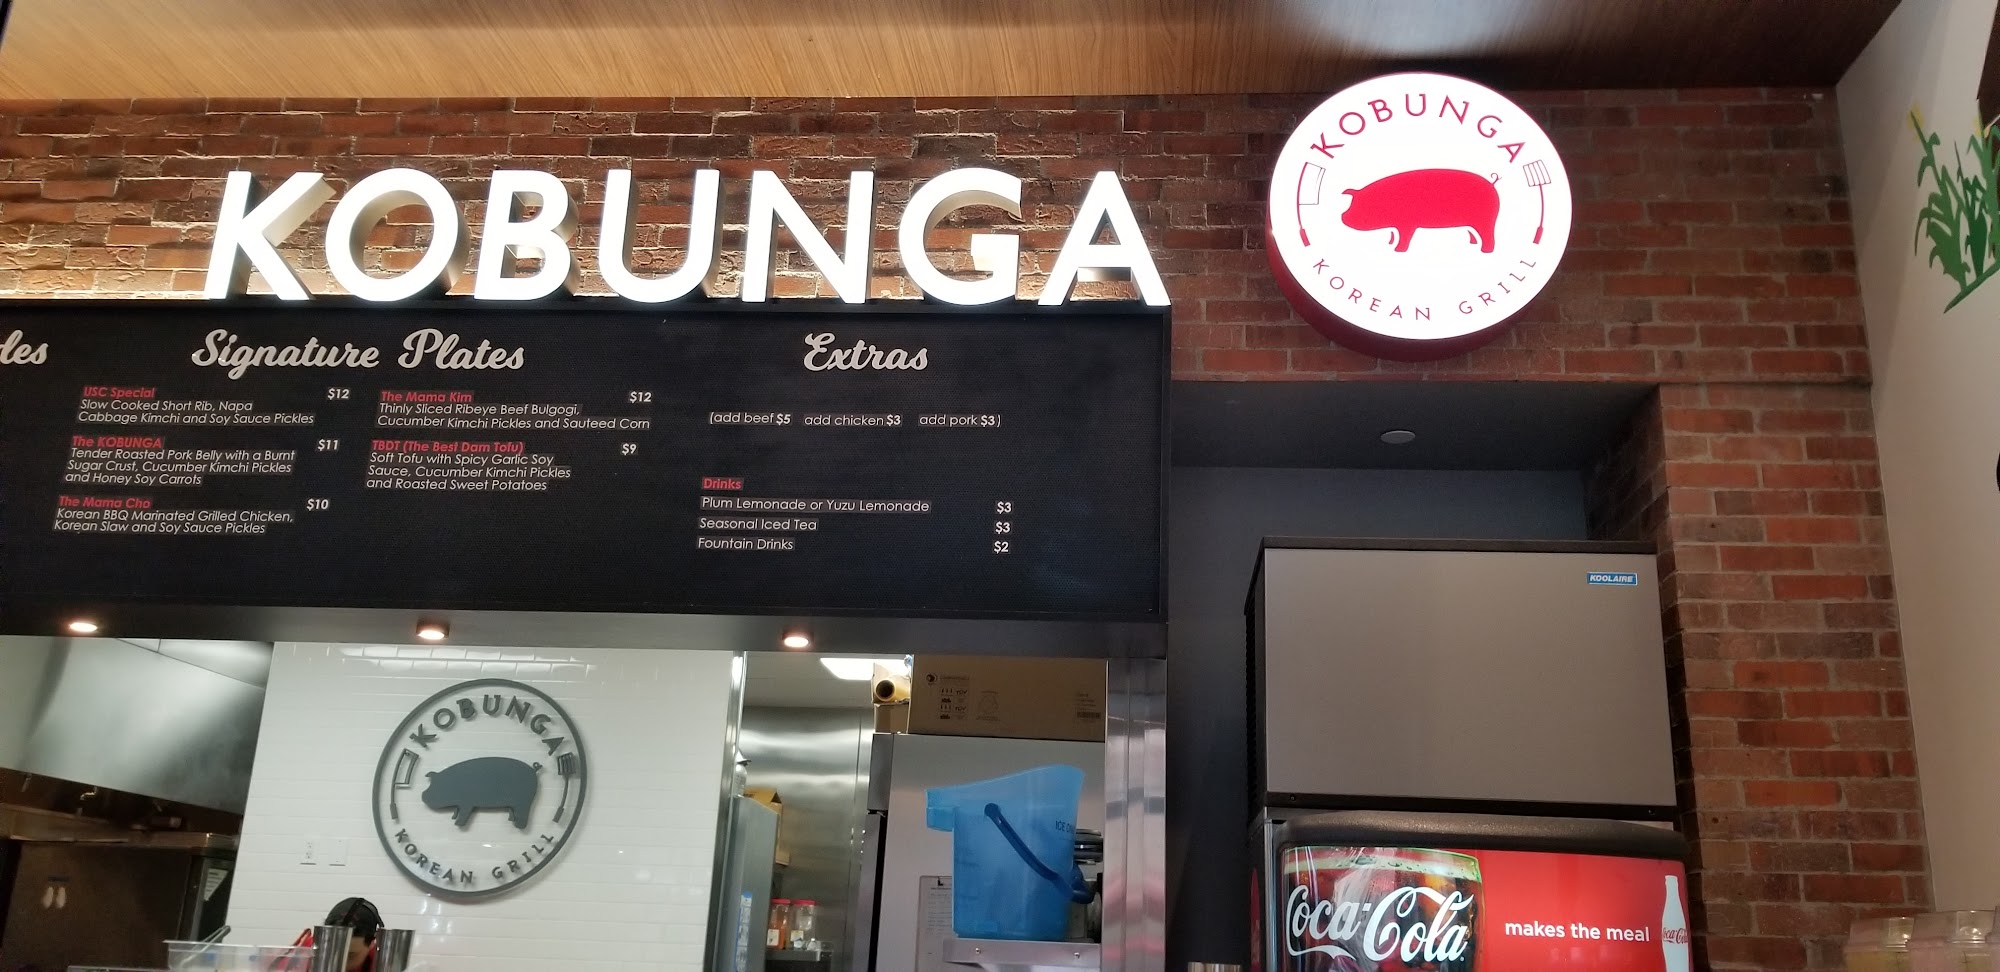 KOBUNGA
KOBUNGA
KOREAN GRILL
Signature Plates
USC Special $12
Slow Cooked Short Rib, Napa
Cabbage Kimchi and Soy Sauce Pickles
The KOBUNGA $11
Tender Roasted Pork Belly with a Burnt
Sugar Crust, Cucumber Kimchi Pickles
and Honey Soy Carrots
The Mama Cho $10
Korean BBQ Marinated Grilled Chicken,
Korean Slaw and Soy Sauce Pickles
The Mama Kim $12
Thinly Sliced Ribeye Beef Bulgogi,
Cucumber Kimchi Pickles and Sauteed Corn
TBDT (The Best Darn Tofu) $9
Soft Tofu with Spicy Garlic Soy
Sauce, Cucumber Kimchi Pickles
and Roasted Sweet Potatoes
Extras
(add beef $5 add chicken $3 add pork $3)
Drinks
Plum Lemonade or Yuzu Lemonade $3
Seasonal Iced Tea $3
Fountain Drinks $2
KOOLAIRE
KOBUNGA
KOREAN GRILL
ICE
Coca-Cola
makes the meal
Coca-Cola